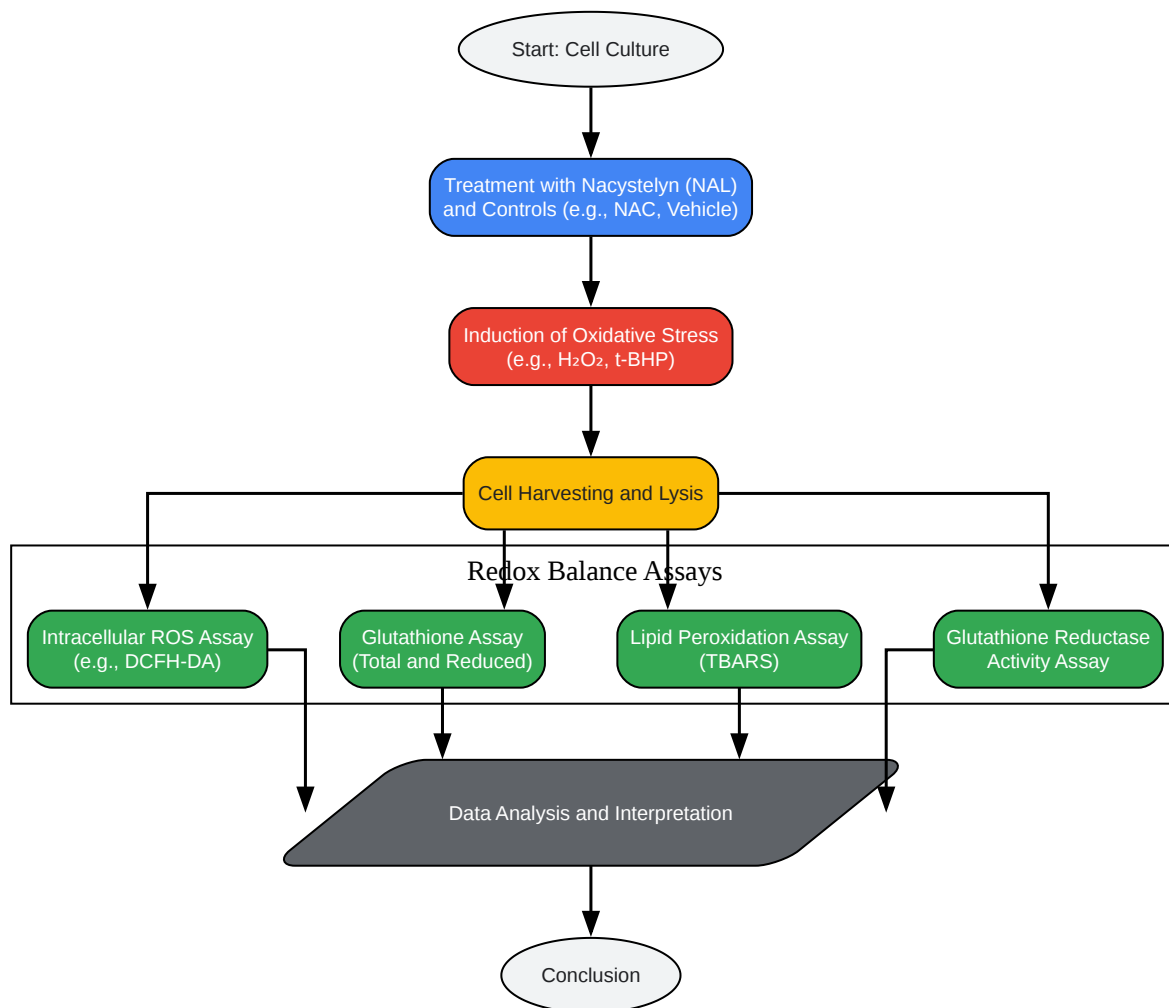 Start: Cell Culture
Treatment with Nacystelyn (NAL)
and Controls (e.g., NAC, Vehicle)
Induction of Oxidative Stress
(e.g., H₂O₂, t-BHP)
Cell Harvesting and Lysis
Redox Balance Assays
Intracellular ROS Assay
(e.g., DCFH-DA)
Glutathione Assay
(Total and Reduced)
Lipid Peroxidation Assay
(TBARS)
Glutathione Reductase
Activity Assay
Data Analysis and Interpretation
Conclusion